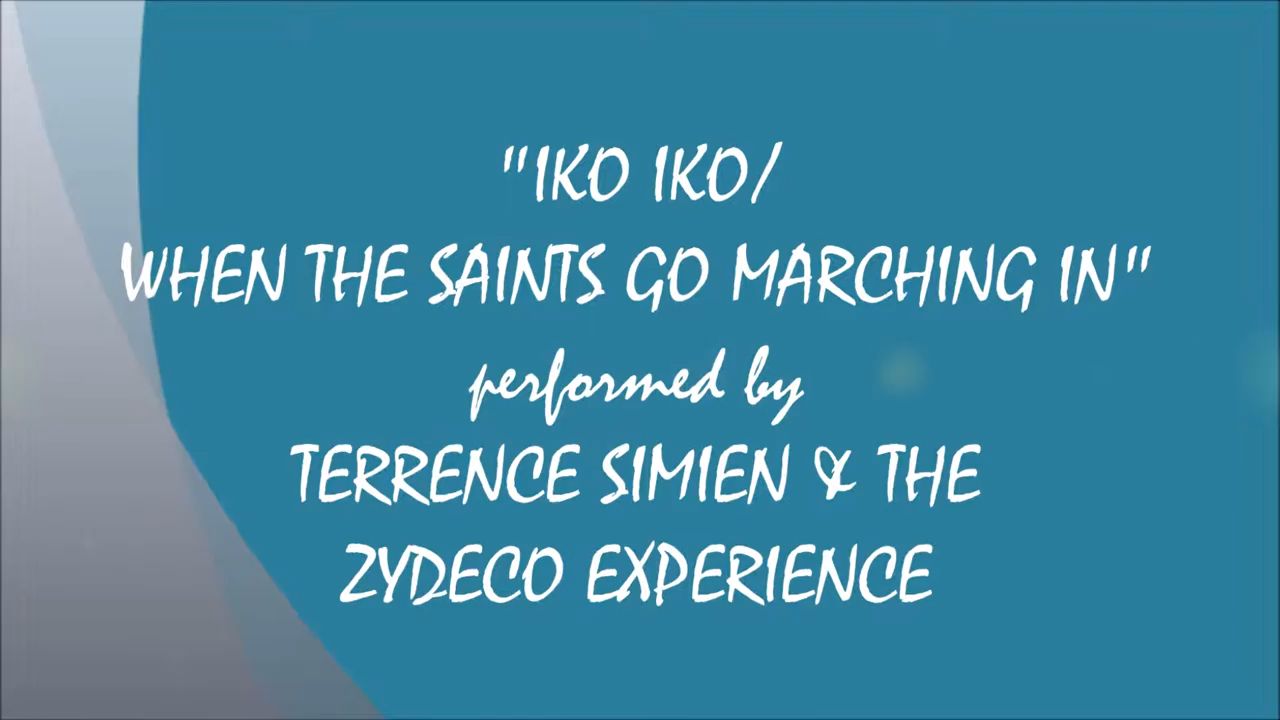 "IKO IKO/
WHEN THE SAINTS GO MARCHING IN"
performed by
TERRENCE SIMIEN & THE
ZYDECO EXPERIENCE